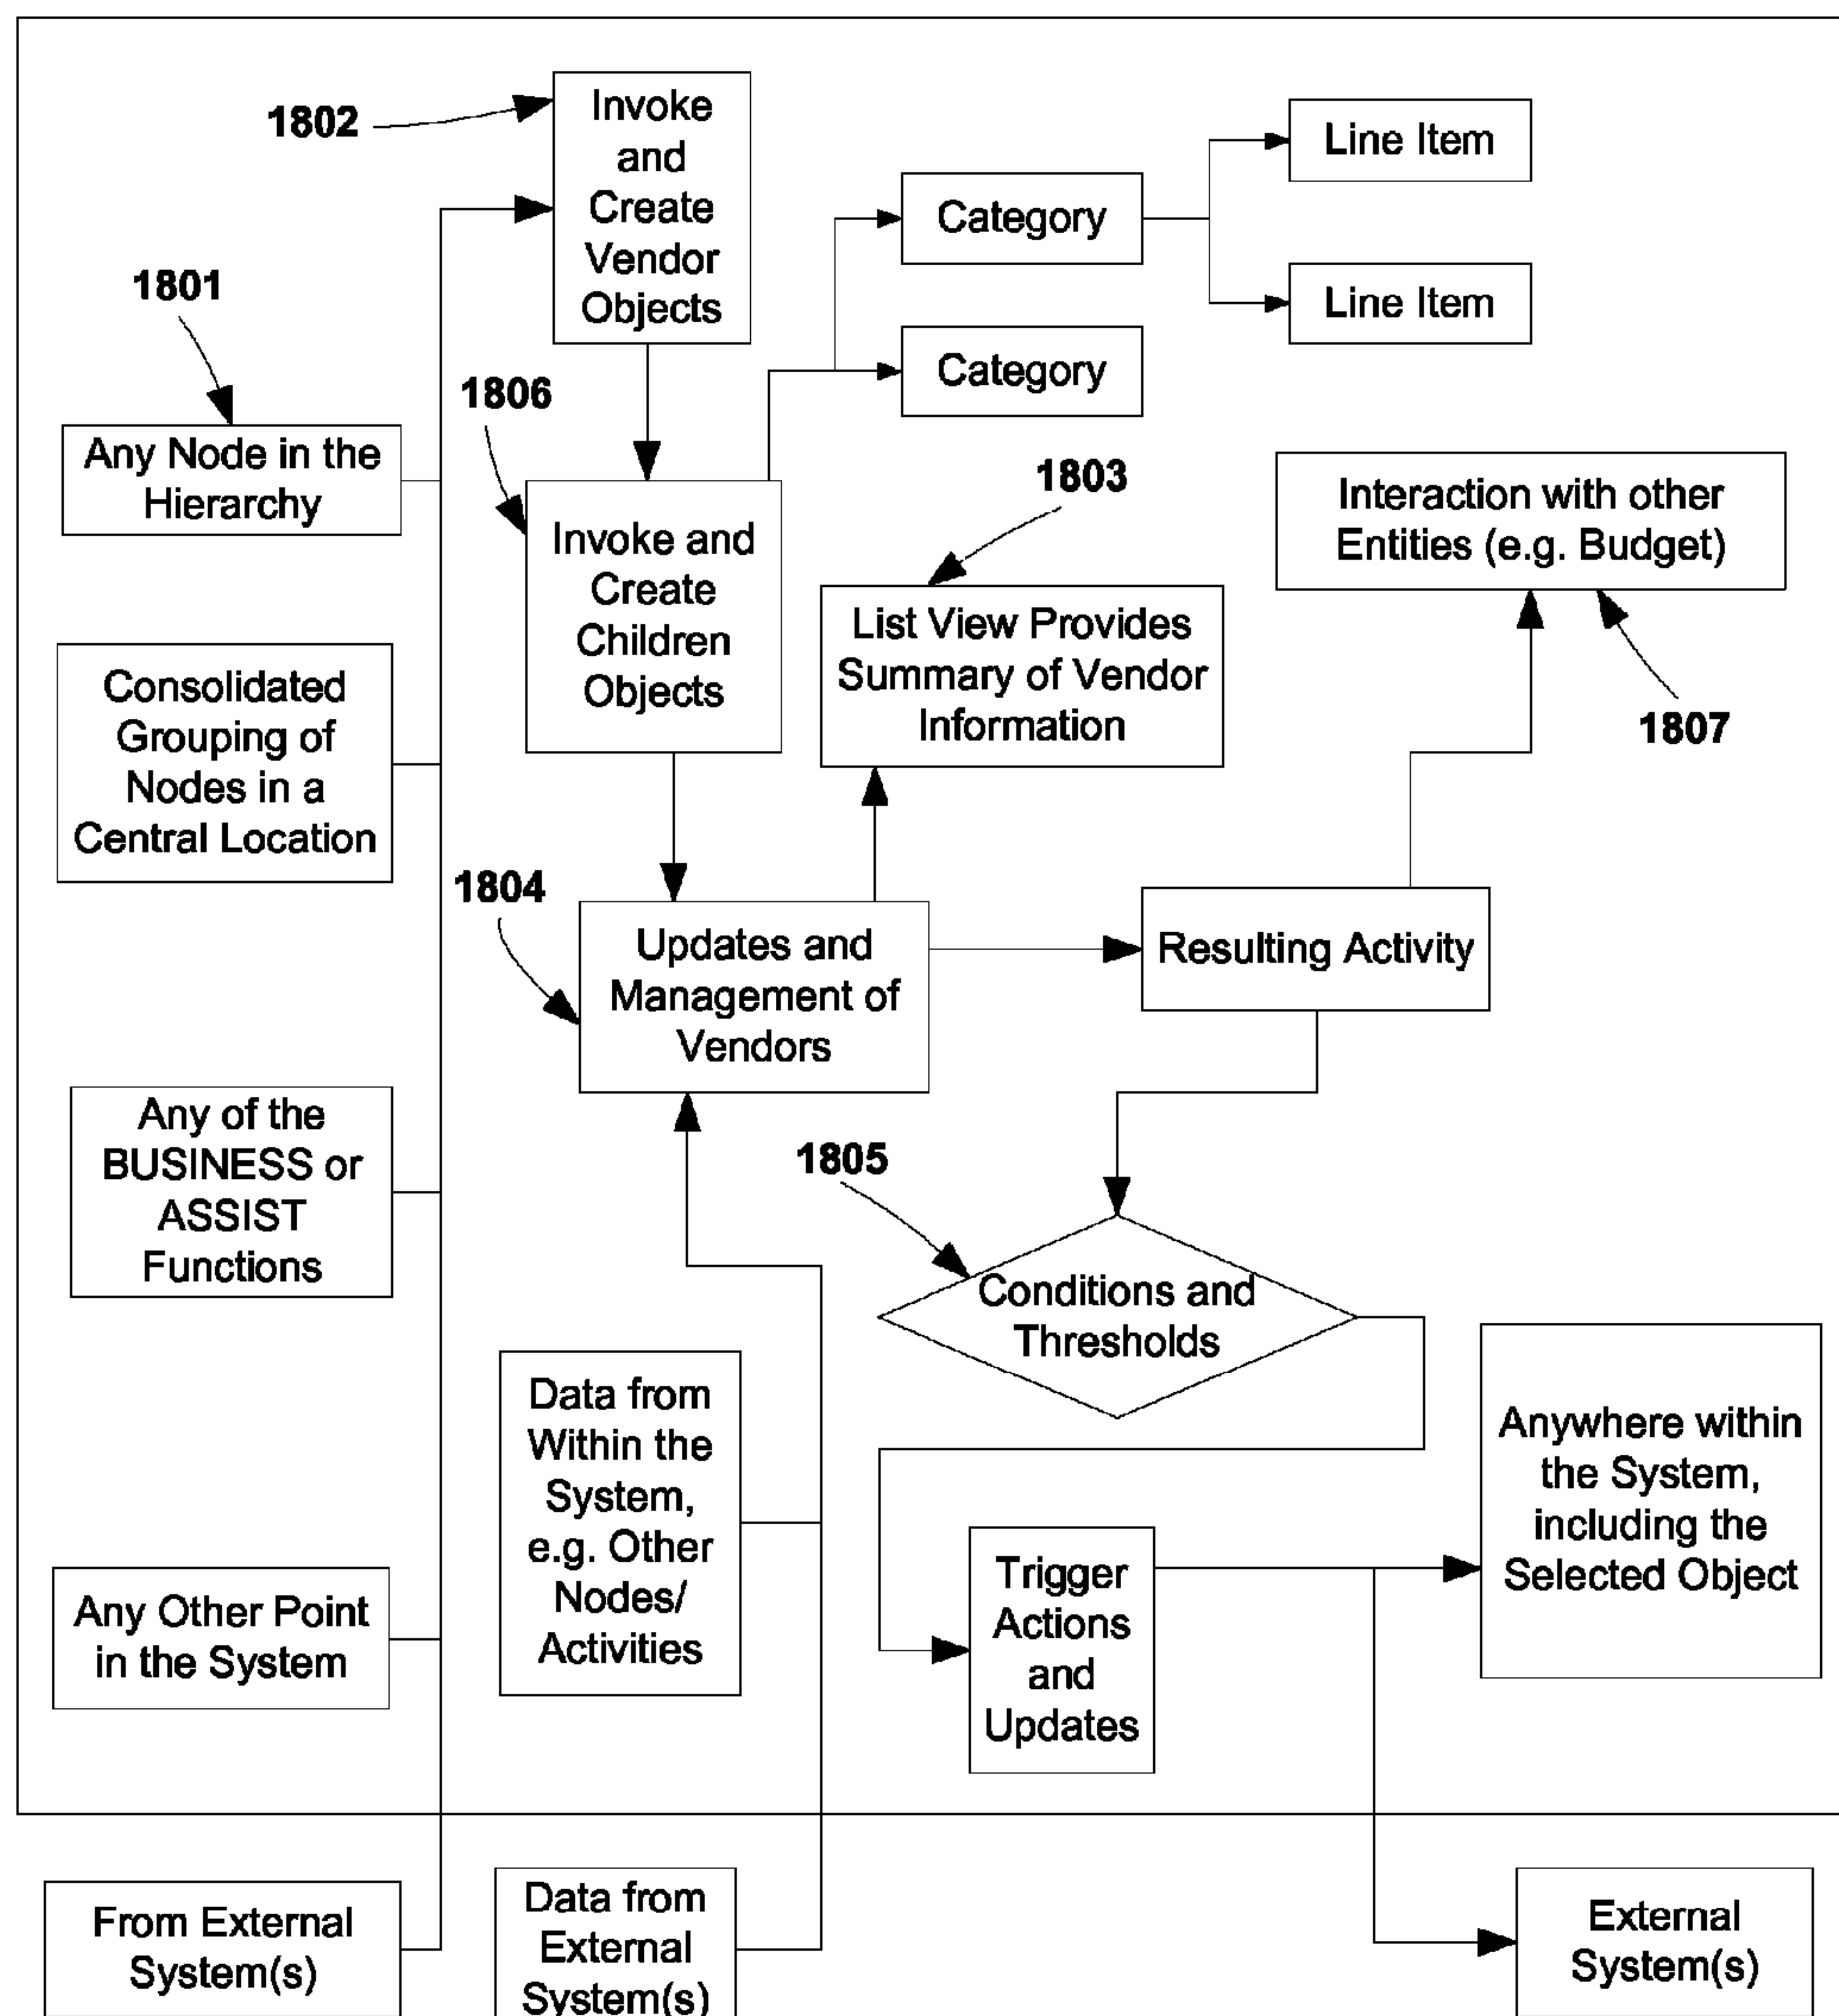 1802
Invoke
and
Create
Vendor
Objects
Line Item
Category
Line Item
1801
Category
1806
Any Node in the
Hierarchy
1803
Interaction with other
Entities (e.g. Budget)
Invoke and
Create
Children
Objects
List View Provides
Summary of Vendor
Information
1807
Consolidated
Grouping of
Nodes in a
Central Location
1804
Updates and
Management of
Vendors
Resulting Activity
Any of the
BUSINESS or
ASSIST
Functions
1805
Conditions and
Thresholds
Data from
Within the
System,
e.g. Other
Nodes/
Activities
Anywhere within
the System,
including the
Selected Object
Any Other Point
in the System
Trigger
Actions
and
Updates
From External
System(s)
Data from
External
System(s)
External
System(s)